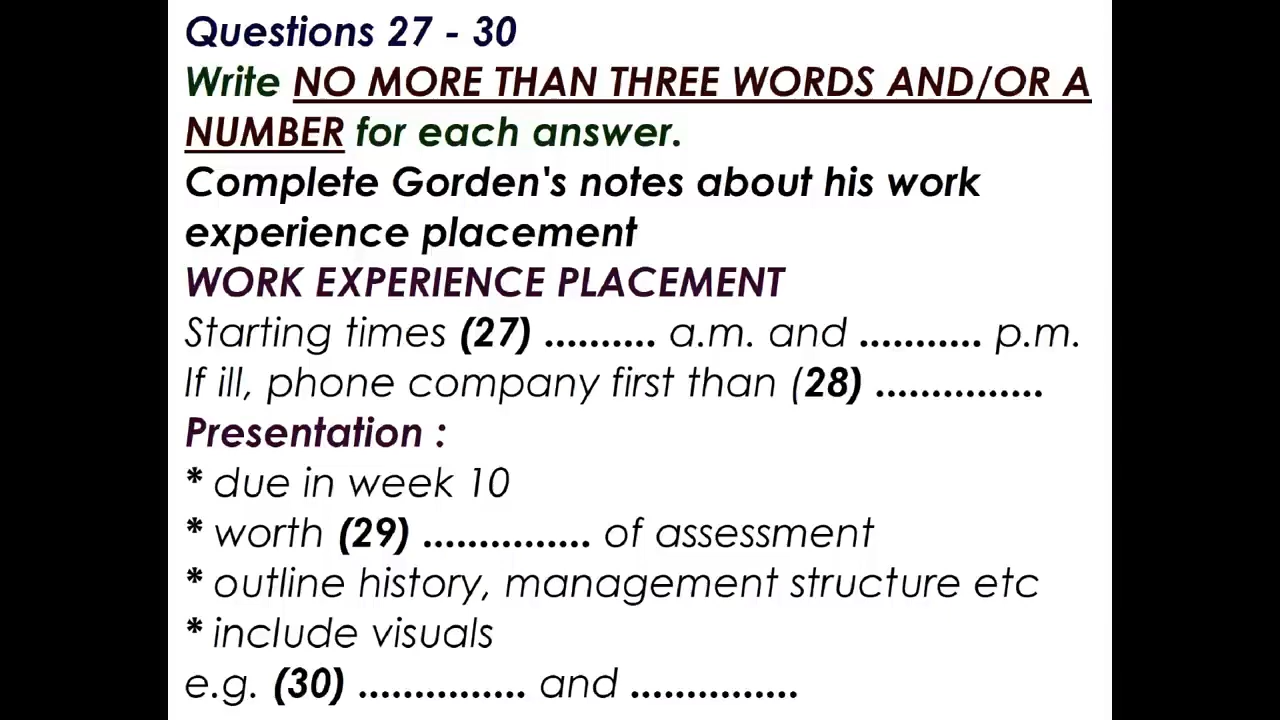 Questions 27 - 30
Write NO MORE THAN THREE WORDS AND/OR A
NUMBER for each answer.
Complete Gorden's notes about his work
experience placement
WORK EXPERIENCE PLACEMENT
Starting times (27) .......... a.m. and ........... p.m.
If ill, phone company first than (28) ...............
Presentation :
* due in week 10
* worth (29) ............... of assessment
* outline history, management structure etc
* include visuals
e.g. (30) ............... and ...............